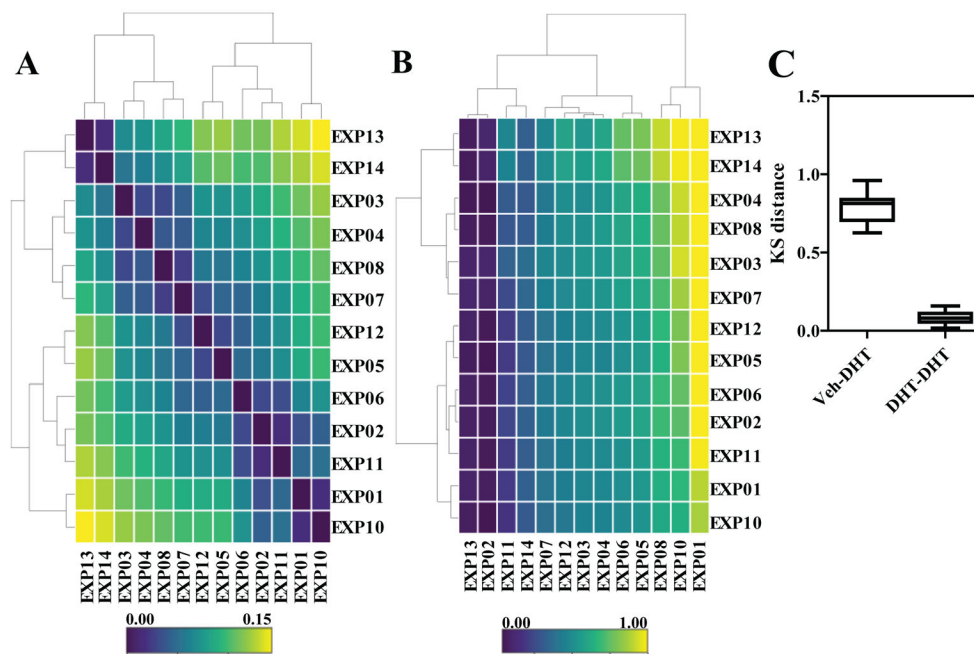 A
EXP13
EXP14
EXP03
EXP04
EXP08
EXP07
EXP12
EXP05
EXP06
EXP02
EXP11
EXP01
EXP10
EXP13 EXP14 EXP03 EXP04 EXP08 EXP07 EXP12 EXP05 EXP06 EXP02 EXP11 EXP01 EXP10
0.00 0.15
B
EXP13
EXP14
EXP04
EXP08
EXP03
EXP07
EXP12
EXP05
EXP06
EXP02
EXP11
EXP01
EXP10
EXP13 EXP02 EXP11 EXP14 EXP07 EXP12 EXP03 EXP04 EXP06 EXP05 EXP08 EXP10 EXP01
0.00 1.00
C
KS distance
1.5
1.0
0.5
0.0
Veh-DHT
DHT-DHT